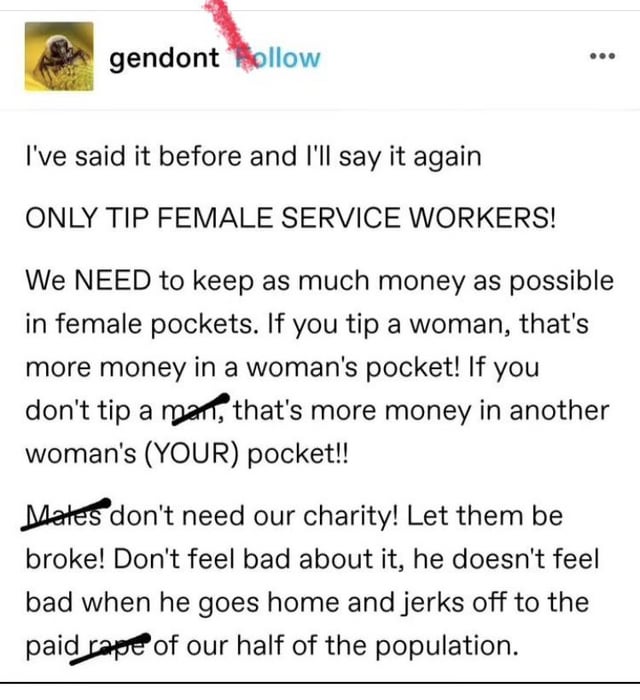 gendont Follow
I've said it before and I'll say it again
ONLY TIP FEMALE SERVICE WORKERS!
We NEED to keep as much money as possible
in female pockets. If you tip a woman, that's
more money in a woman's pocket! If you
don't tip a man, that's more money in another
woman's (YOUR) pocket!!
Males don't need our charity! Let them be
broke! Don't feel bad about it, he doesn't feel
bad when he goes home and jerks off to the
paid rape of our half of the population.